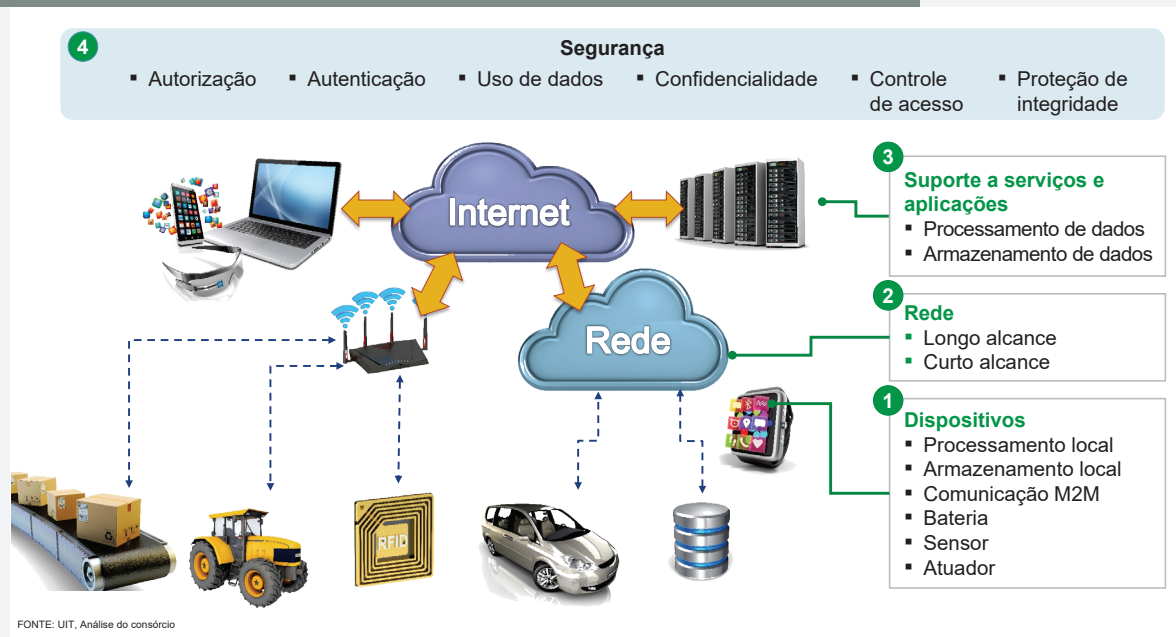 4
Segurança
▪ Autorização ▪ Autenticação ▪ Uso de dados ▪ Confidencialidade ▪ Controle de acesso ▪ Proteção de integridade
Internet
3
Suporte a serviços e
aplicações
▪ Processamento de dados
▪ Armazenamento de dados
2
Rede
▪ Longo alcance
▪ Curto alcance
Rede
1
Dispositivos
▪ Processamento local
▪ Armazenamento local
▪ Comunicação M2M
▪ Bateria
▪ Sensor
▪ Atuador
RFID
FONTE: UIT, Análise do consórcio